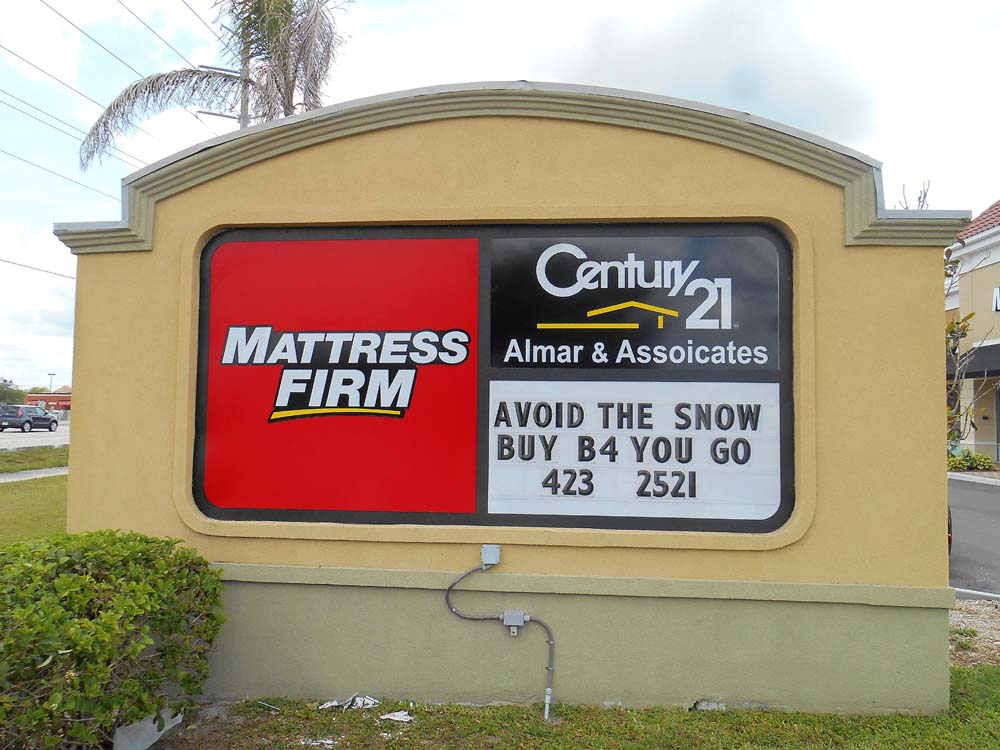 MATTRESS
FIRM
Century 21
Almar & Assoicates
AVOID THE SNOW
BUY B4 YOU GO
423 2521